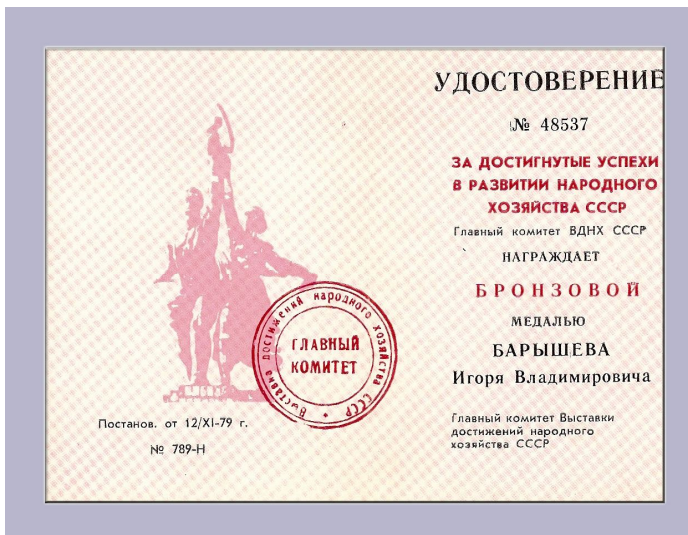 УДОСТОВЕРЕНИЕ
№ 48537
ЗА ДОСТИГНУТЫЕ УСПЕХИ
В РАЗВИТИИ НАРОДНОГО
ХОЗЯЙСТВА СССР
Главный комитет ВДНХ СССР
НАГРАЖДАЕТ
БРОНЗОВОЙ
МЕДАЛЬЮ
БАРЫШЕВА
Игоря Владимировича
Главный комитет Выставки
достижений народного
хозяйства СССР
Выставка достижений народного хозяйства СССР
ГЛАВНЫЙ
КОМИТЕТ
Постанов. от 12/XI-79 г.
№ 789-Н